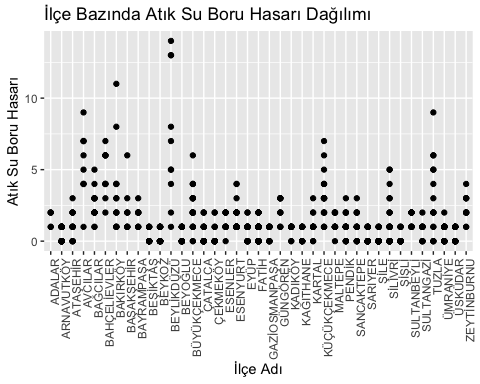 İlçe Bazında Atık Su Boru Hasarı Dağılımı
Atık Su Boru Hasarı
10
5
0
ADALAR
ARNAVUTKÖY
ATAŞEHİR
AVCILAR
BAĞCILAR
BAHÇELİEVLER
BAKIRKÖY
BAŞAKŞEHİR
BAYRAMPAŞA
BEŞİKTAŞ
BEYKOZ
BEYLİKDÜZÜ
BEYOĞLU
BÜYÜKÇEKMECE
ÇATALCA
ÇEKMEKÖY
ESENLER
ESENYURT
EYÜP
FATİH
GAZİOSMANPAŞA
GÜNGÖREN
KADIKÖY
KAĞITHANE
KARTAL
KÜÇÜKÇEKMECE
MALTEPE
PENDİK
SANCAKTEPE
SARIYER
ŞİLE
SİLİVRİ
ŞİŞLİ
SULTANBEYLİ
SULTANGAZİ
TUZLA
ÜMRANİYE
ÜSKÜDAR
ZEYTİNBURNU
İlçe Adı